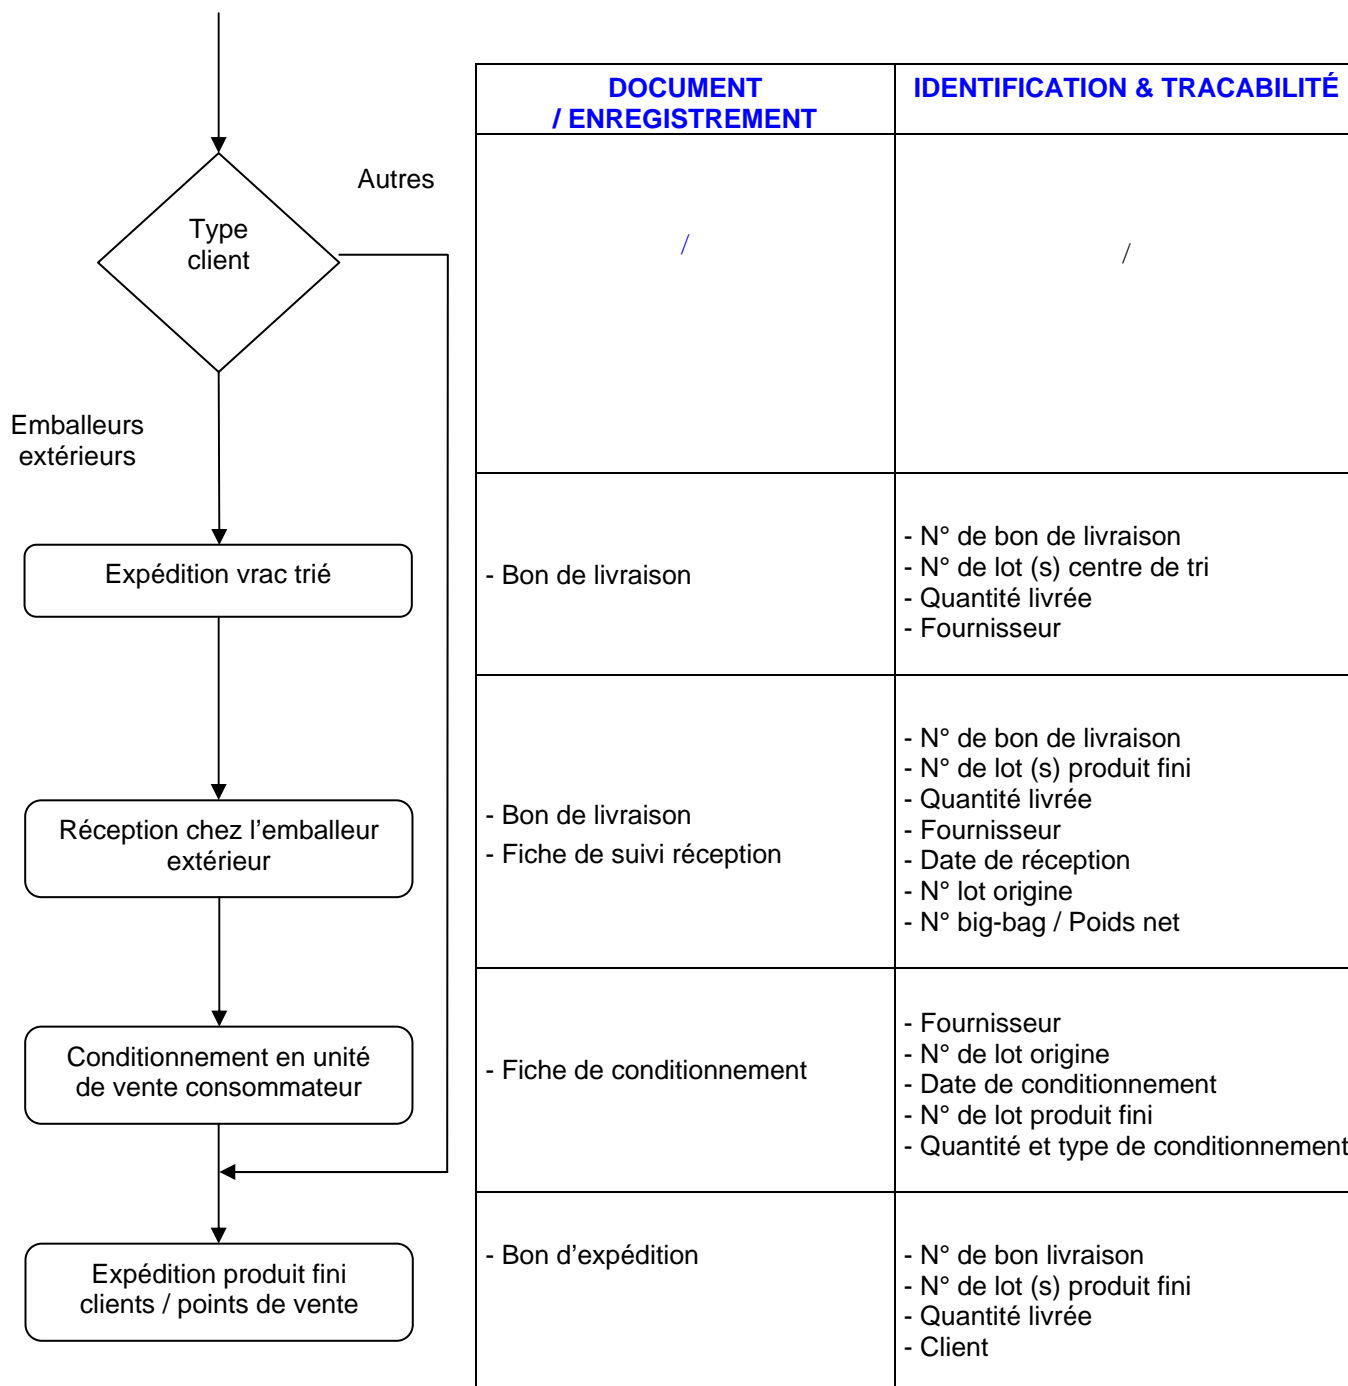 DOCUMENT
/ ENREGISTREMENT
IDENTIFICATION & TRACABILITÉ
Autres
Type
client
/
/
Emballeurs
extérieurs
Expédition vrac trié
- Bon de livraison
- N° de bon de livraison
- N° de lot (s) centre de tri
- Quantité livrée
- Fournisseur
Réception chez l’emballeur
extérieur
- Bon de livraison
- Fiche de suivi réception
- N° de bon de livraison
- N° de lot (s) produit fini
- Quantité livrée
- Fournisseur
- Date de réception
- N° lot origine
- N° big-bag / Poids net
Conditionnement en unité
de vente consommateur
- Fiche de conditionnement
- Fournisseur
- N° de lot origine
- Date de conditionnement
- N° de lot produit fini
- Quantité et type de conditionnement
Expédition produit fini
clients / points de vente
- Bon d’expédition
- N° de bon livraison
- N° de lot (s) produit fini
- Quantité livrée
- Client